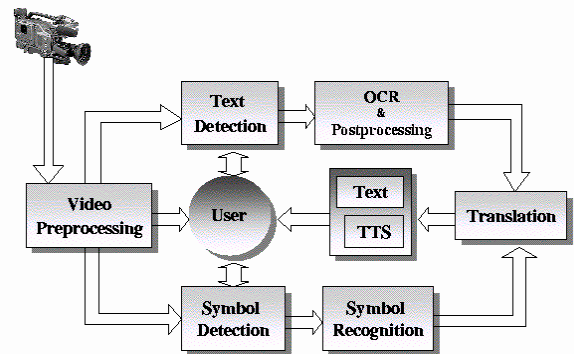 Text
Detection
OCR
&
Postprocessing
Video
Preprocessing
User
Text
TTS
Translation
Symbol
Detection
Symbol
Recognition